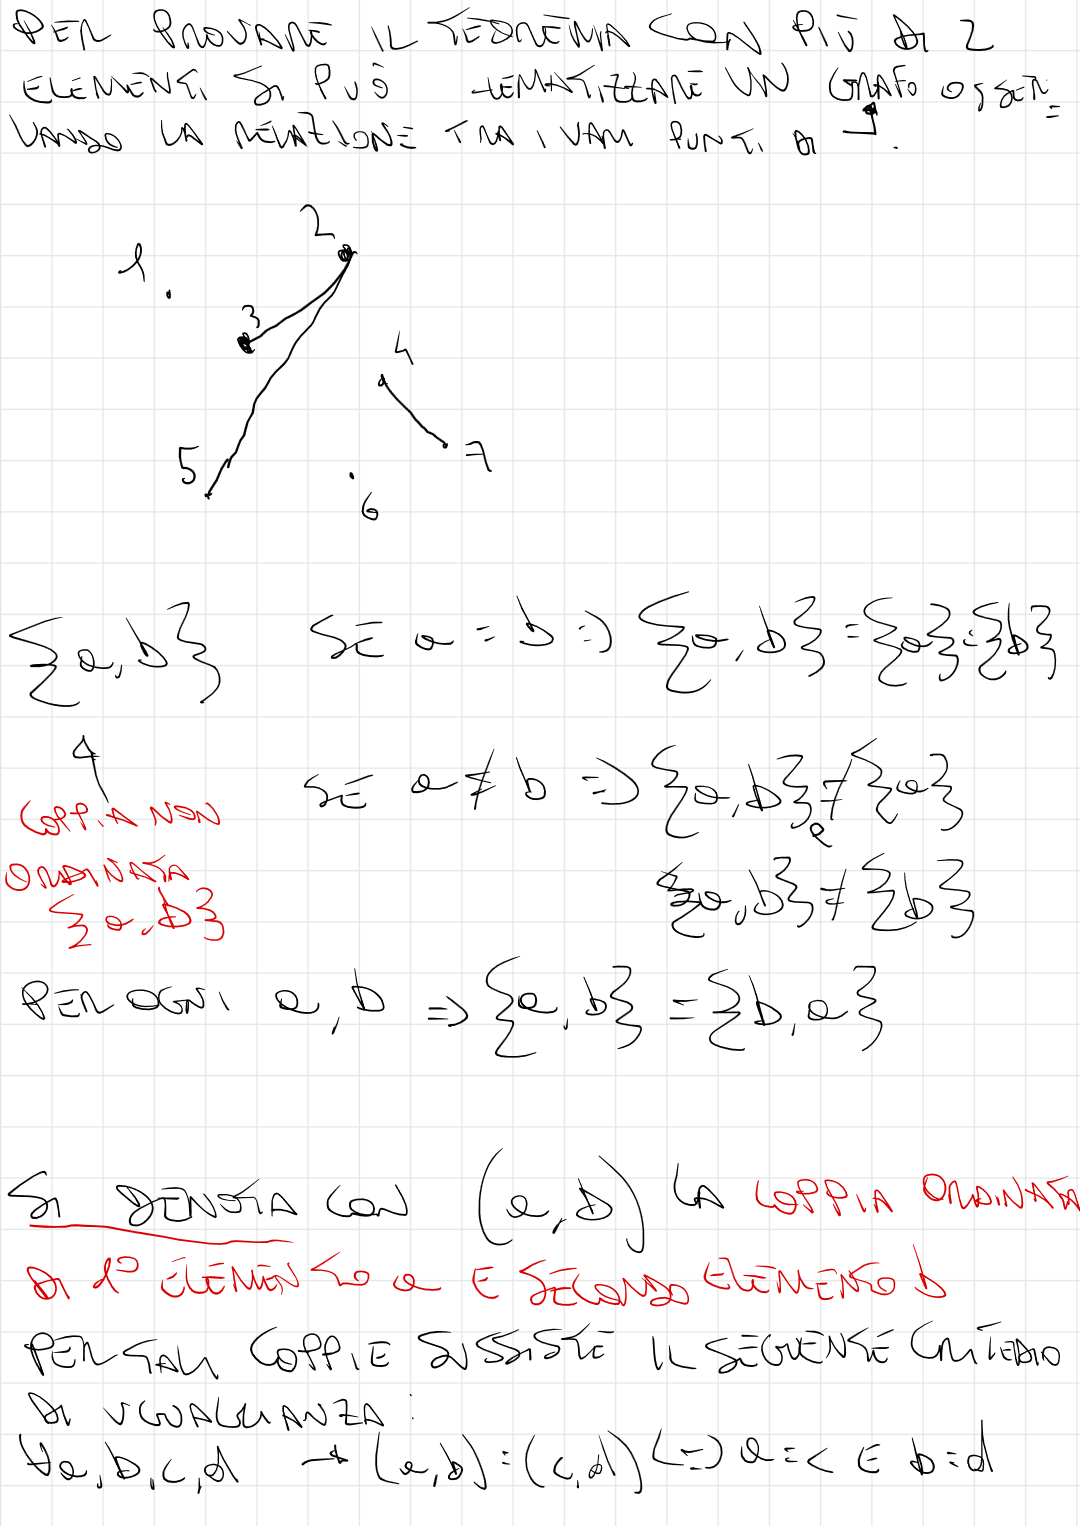 PER PROVARE IL TEOREMA CON PIÙ DI 2
ELEMENTI SI PUÒ TEMATIZZARE UN GRAFO OSSER=
VANDO LA RELAZIONE TRA I VARI PUNTI DI .
2
1
3
4
5
7
6
{a,b} SE a = b => {a,b} = {a} = {b}
SE a ≠ b => {a,b} ≠ {a}
COPPIA NON
e
ORDINATA
{a,b} ≠ {b}
{a,b}
PER OGNI a, b => {a,b} = {b,a}
SI DENOTA CON (a,b) LA COPPIA ORDINATA
DI 1° ELEMENTO a E SECONDO ELEMENTO b
PER TALI COPPIE SUSSISTE IL SEGUENTE CRITERIO
DI UGUAGLIANZA:
∀a,b,c,d → (a,b) = (c,d) <=> a = c E b = d